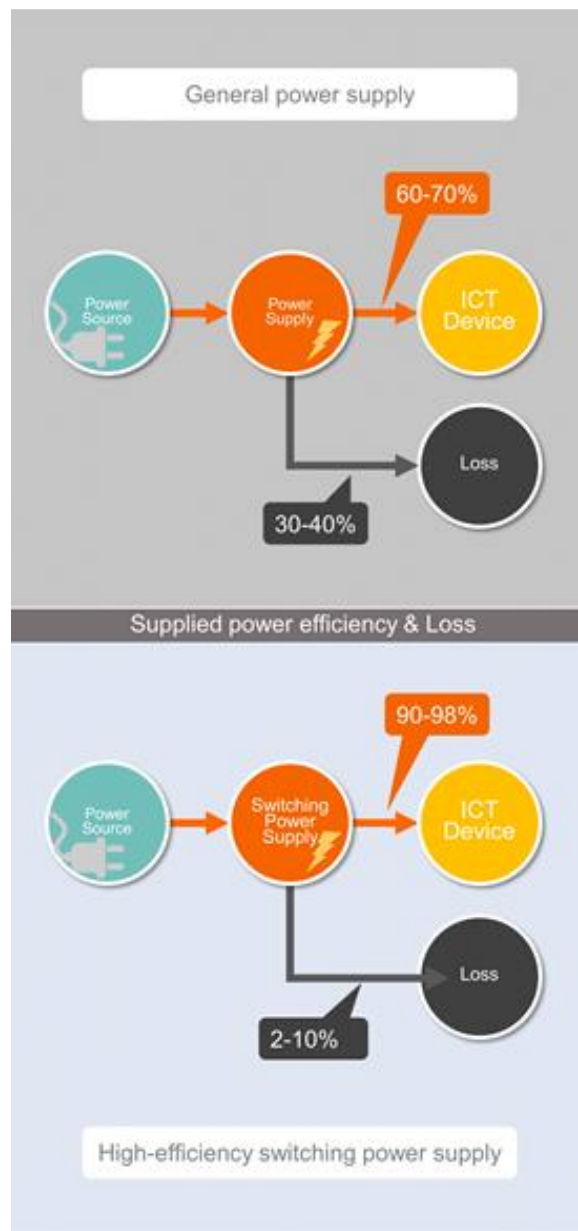 General power supply
60-70%
Power
Source
Power
Supply
ICT
Device
Loss
30-40%
Supplied power efficiency & Loss
90-98%
Power
Source
Switching
Power
Supply
ICT
Device
Loss
2-10%
High-efficiency switching power supply